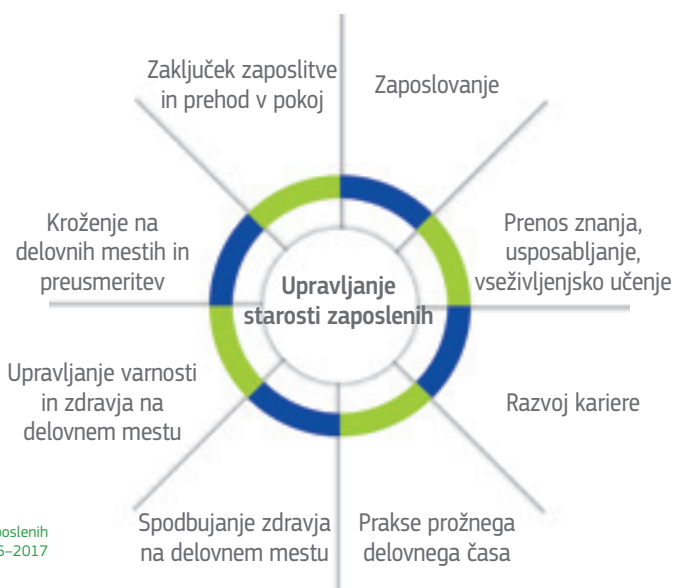 Zaključek zaposlitve
in prehod v pokoj
Zaposlovanje
Prenos znanja,
usposabljanje,
vseživljenjsko učenje
Razvoj kariere
Prakse prožnega
delovnega časa
Spodbujanje zdravja
na delovnem mestu
Upravljanje varnosti
in zdravja na
delovnem mestu
Kroženje na
delovnih mestih in
preusmeritev
Upravljanje
starosti zaposlenih
–2017